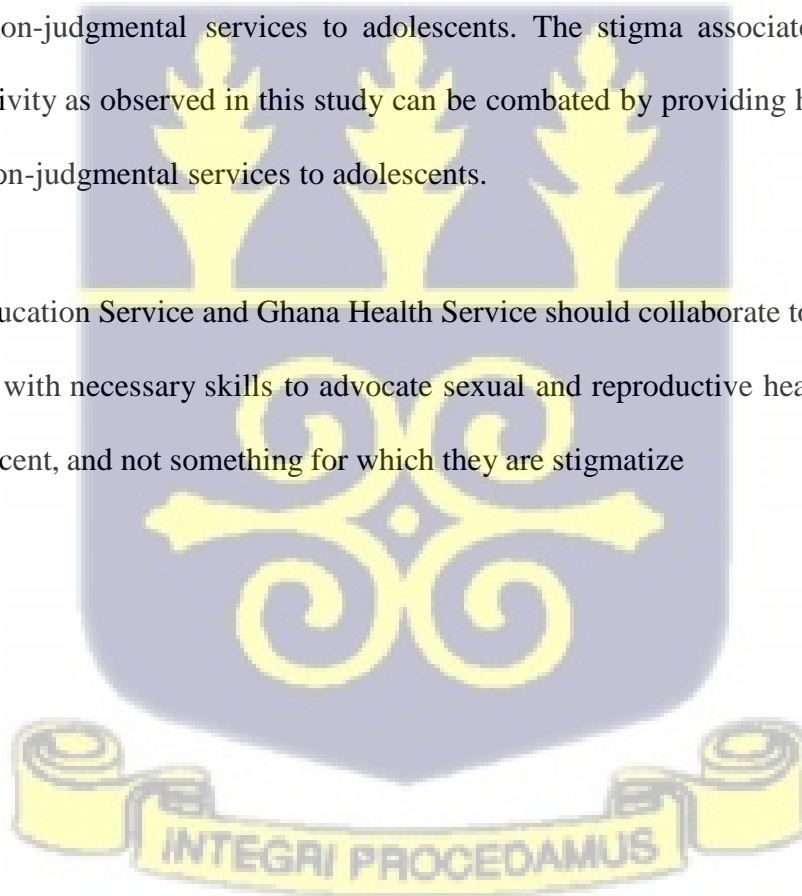 on-judgmental services to adolescents. The stigma associate
ivity as observed in this study can be combated by providing h
on-judgmental services to adolescents.
ucation Service and Ghana Health Service should collaborate to
with necessary skills to advocate sexual and reproductive hea
cent, and not something for which they are stigmatize
INTEGRI PROCEDAMUS